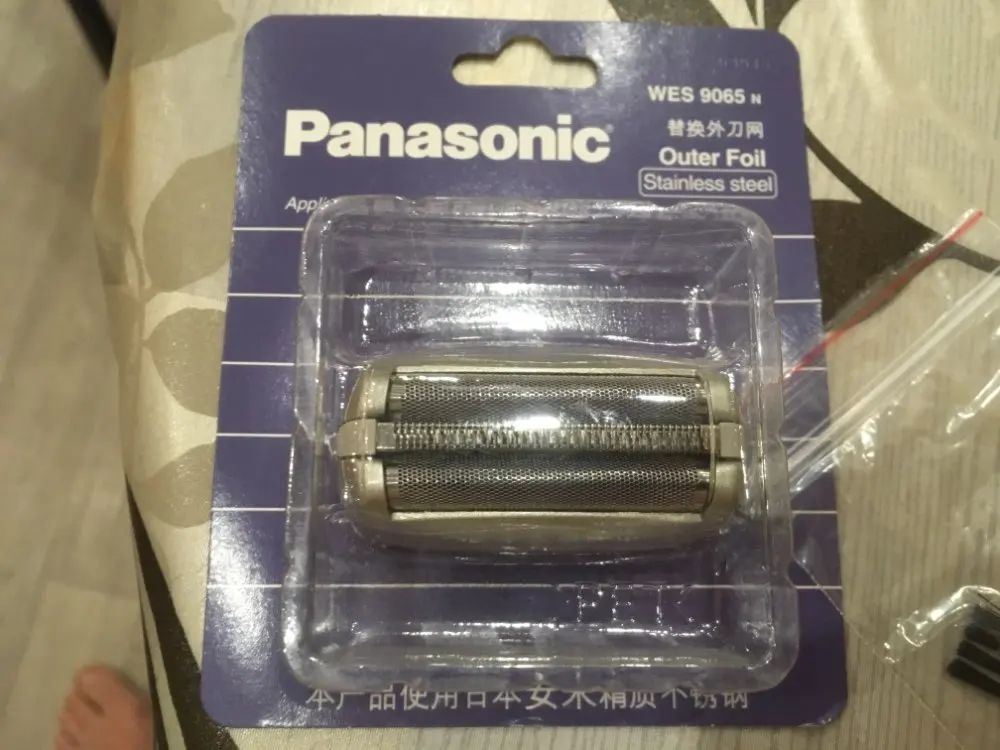 WES 9065 N
Panasonic
替换外刀网
Outer Foil
Stainless steel
PET
本产品使用日本安来精质不锈钢